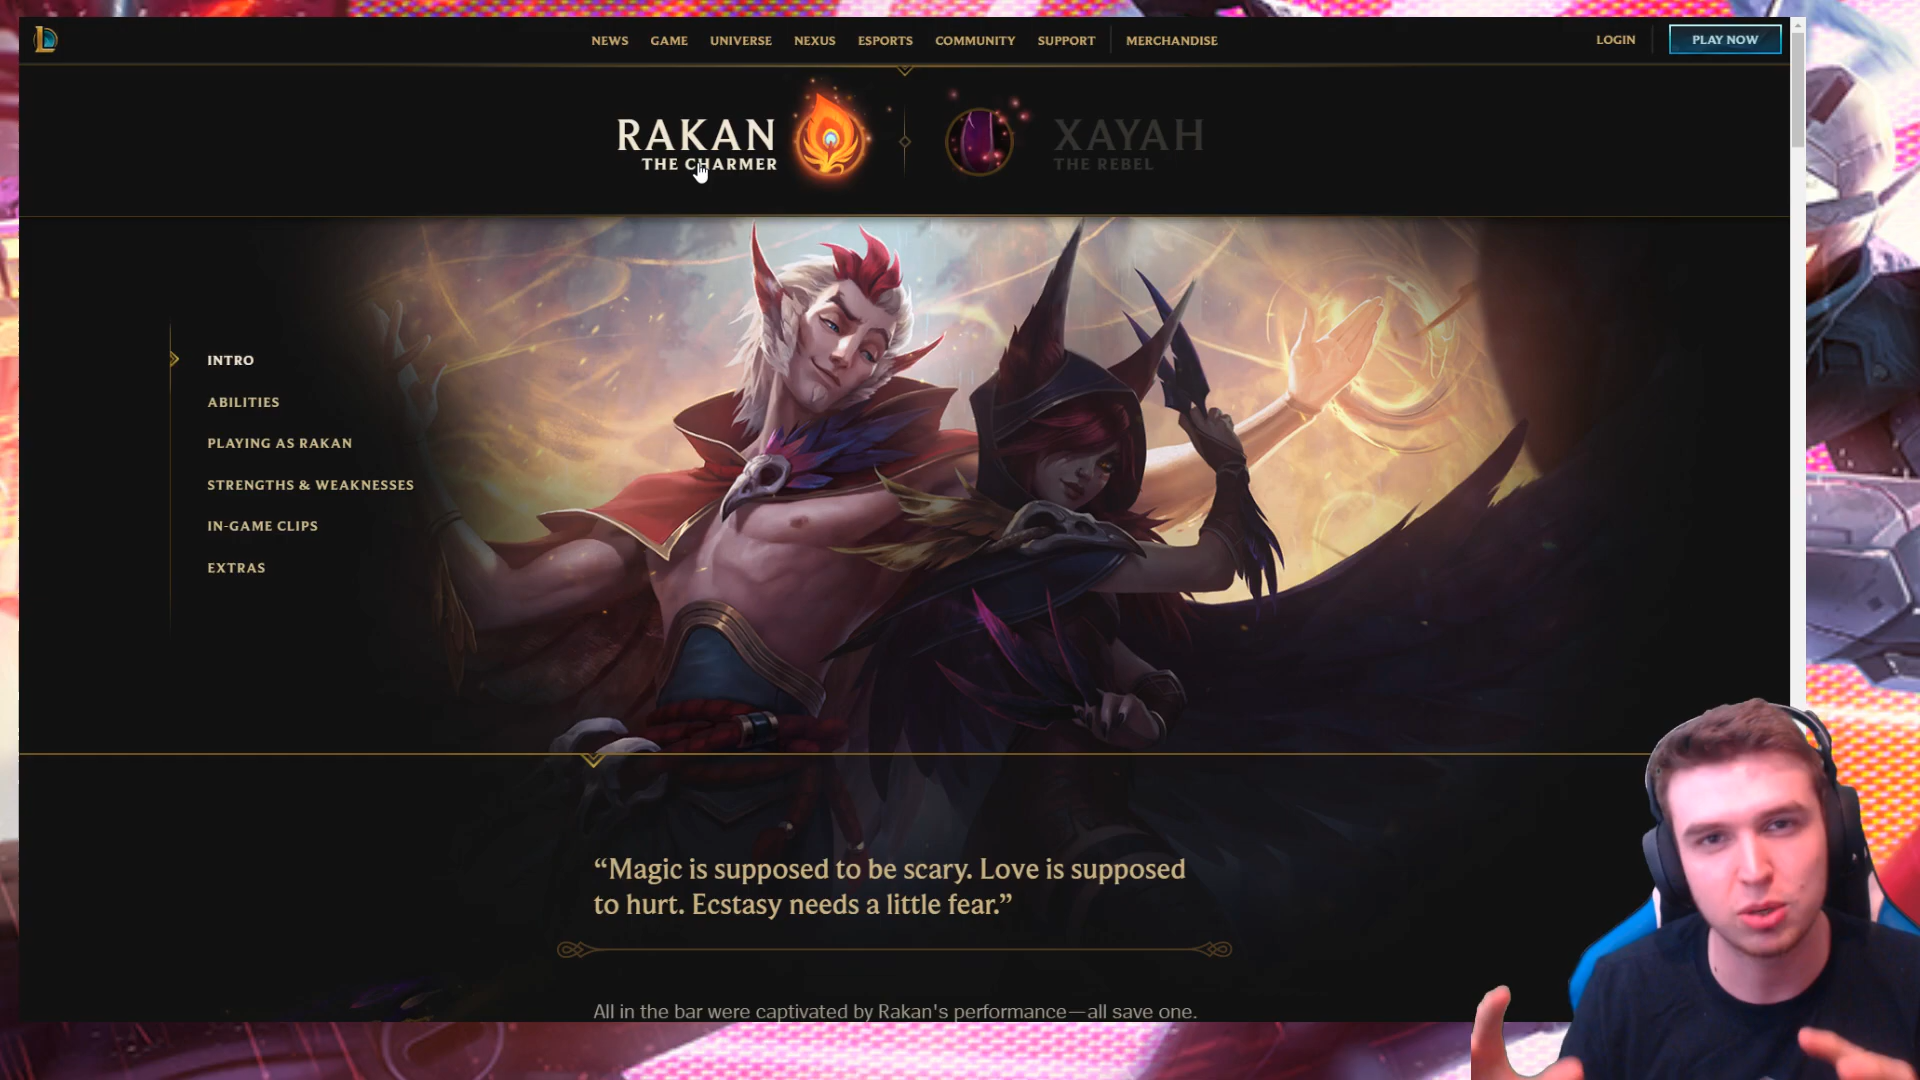 NEWS GAME UNIVERSE NEXUS ESPORTS COMMUNITY SUPPORT MERCHANDISE LOGIN PLAY NOW
RAKAN
THE CHARMER
XAYAH
THE REBEL
INTRO
ABILITIES
PLAYING AS RAKAN
STRENGTHS & WEAKNESSES
IN-GAME CLIPS
EXTRAS
“Magic is supposed to be scary. Love is supposed
to hurt. Ecstasy needs a little fear.”
All in the bar were captivated by Rakan's performance—all save one.